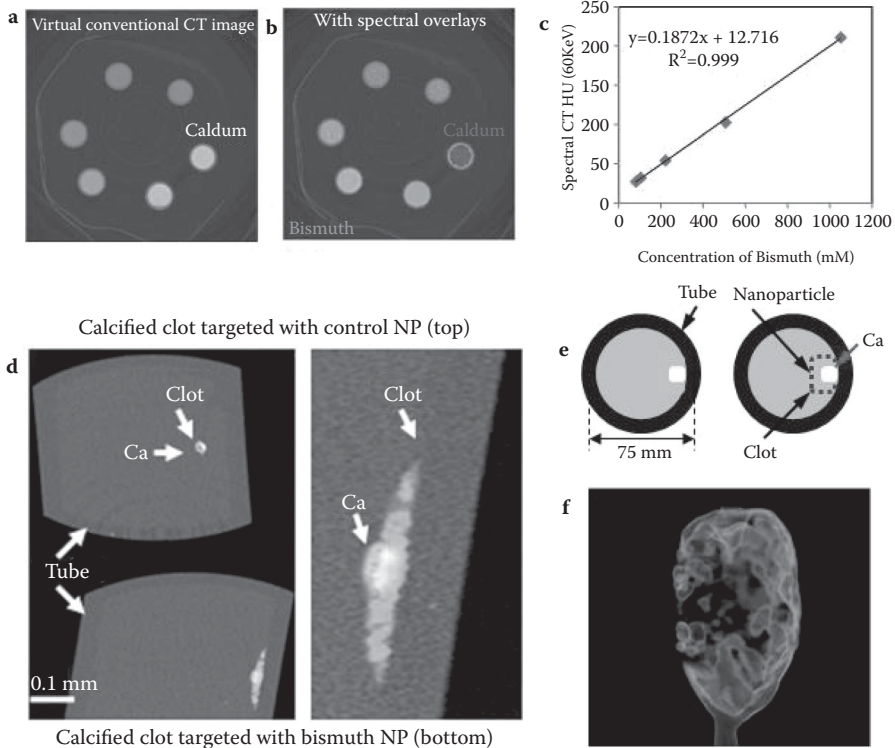 a
Virtual conventional CT image
Caldum
b
With spectral overlays
Caldum
Bismuth
c
Spectral CT HU (60KeV)
250
200
150
200
50
0
y=0.1872x + 12.716
R²=0.999
0 200 400 600 800 1000 1200
Concentration of Bismuth (mM)
Calcified clot targeted with control NP (top)
d
Clot
Ca
Tube
0.1 mm
Clot
Ca
Calcified clot targeted with bismuth NP (bottom)
Tube
Nanoparticle
e
Ca
Clot
75 mm
f